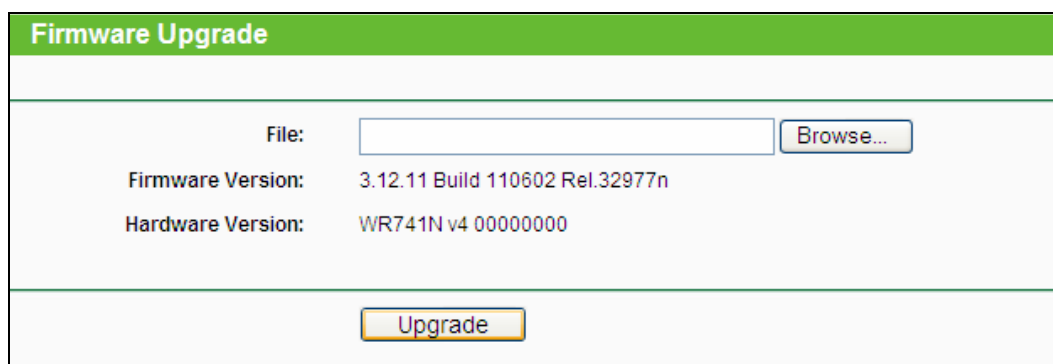 Firmware Upgrade
File: Browse...
Firmware Version: 3.12.11 Build 110602 Rel.32977n
Hardware Version: WR741N v4 00000000
Upgrade